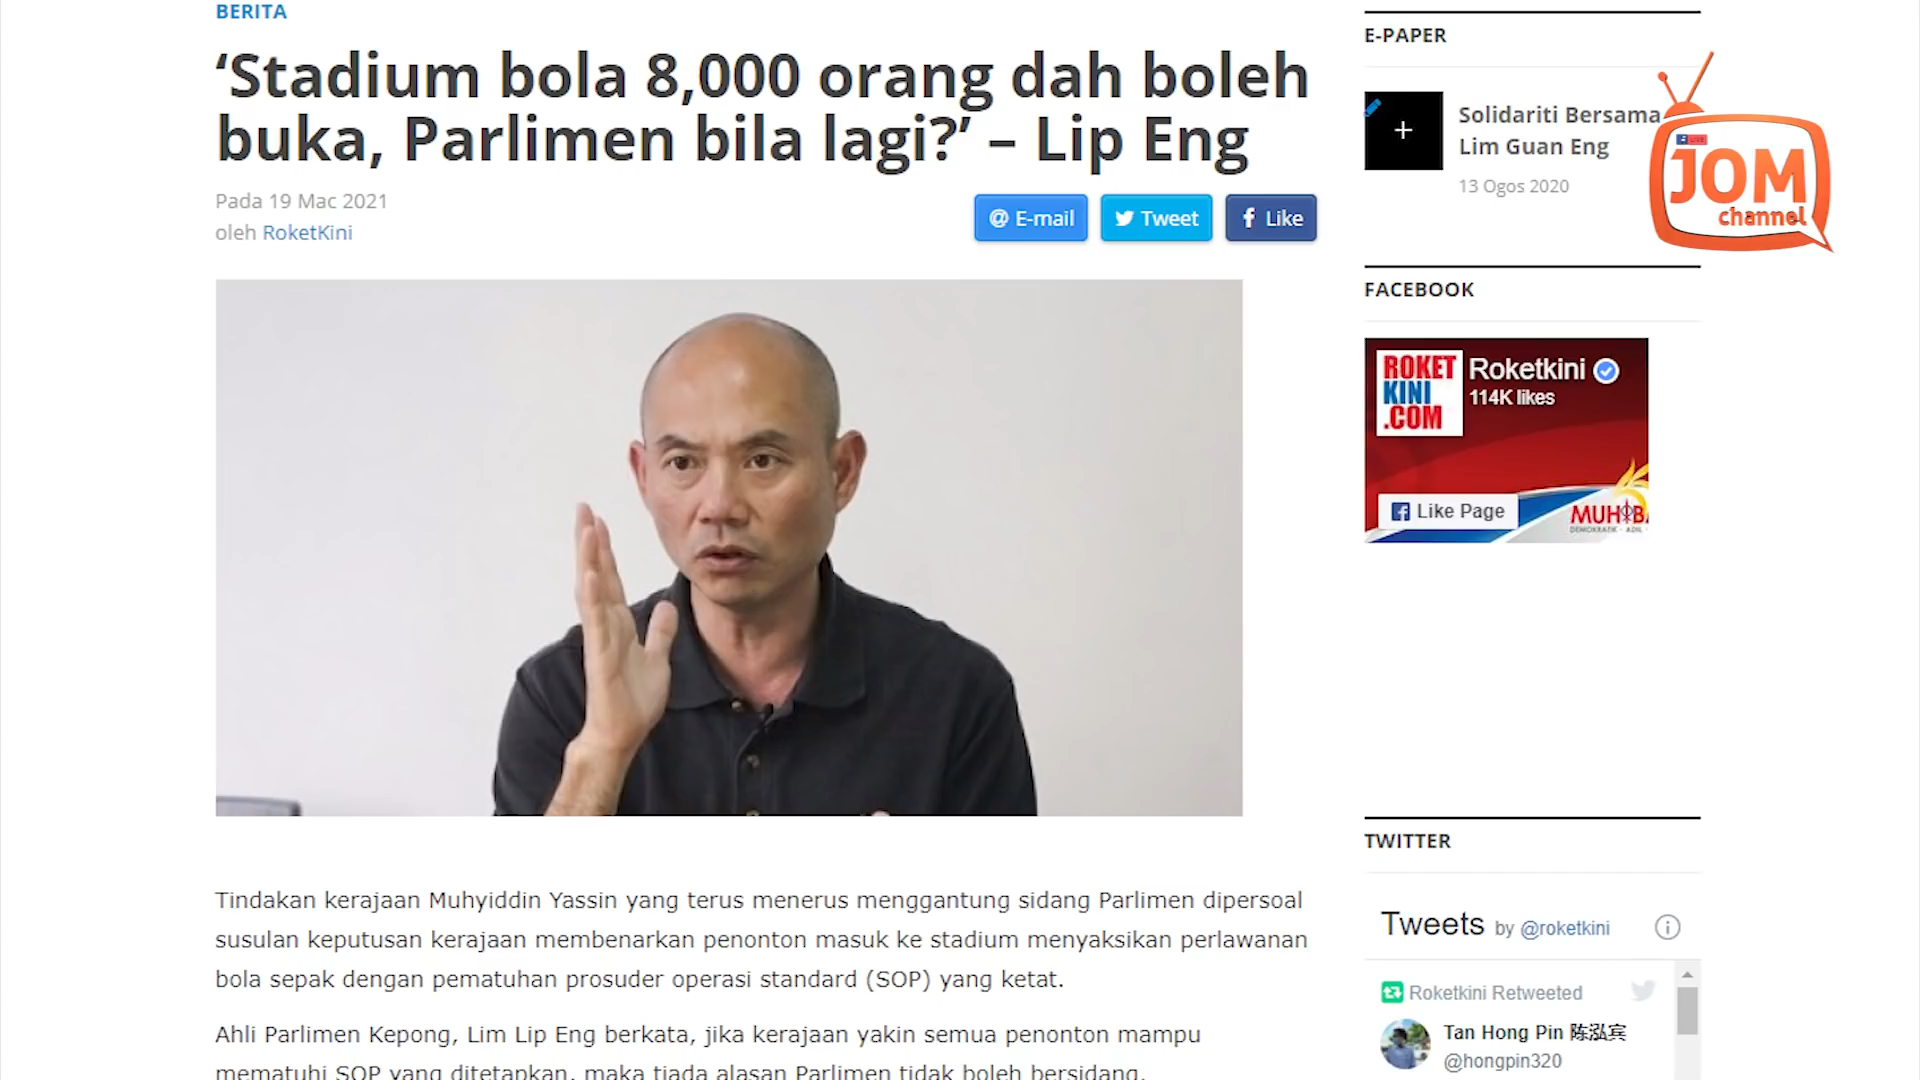 BERITA
‘Stadium bola 8,000 orang dah boleh
buka, Parlimen bila lagi?’ – Lip Eng
Pada 19 Mac 2021
oleh RoketKini
@ E-mail
Tweet
Like
Tindakan kerajaan Muhyiddin Yassin yang terus menerus menggantung sidang Parlimen dipersoal
susulan keputusan kerajaan membenarkan penonton masuk ke stadium menyaksikan perlawanan
bola sepak dengan pematuhan prosuder operasi standard (SOP) yang ketat.
Ahli Parlimen Kepong, Lim Lip Eng berkata, jika kerajaan yakin semua penonton mampu
mematuhi SOP yang ditetapkan, maka tiada alasan Parlimen tidak boleh bersidang.
E-PAPER
Solidariti Bersama
Lim Guan Eng
13 Ogos 2020
LIVE
JOM
channel
FACEBOOK
ROKET
KINI
.COM
Roketkini
114K likes
Like Page
MUHIBA
DEMOKRATIK - ADIL -
TWITTER
Tweets by @roketkini
Roketkini Retweeted
Tan Hong Pin 陈泓宾
@hongpin320